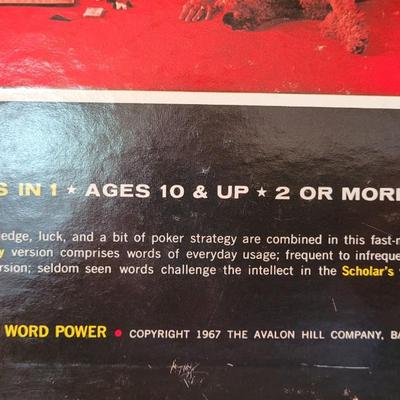 S IN 1 ★ AGES 10 & UP ★ 2 OR MORE
edge, luck, and a bit of poker strategy are combined in this fast-
version comprises words of everyday usage; frequent to infreque
rsion; seldom seen words challenge the intellect in the Scholar's
WORD POWER ● COPYRIGHT 1967 THE AVALON HILL COMPANY, BA